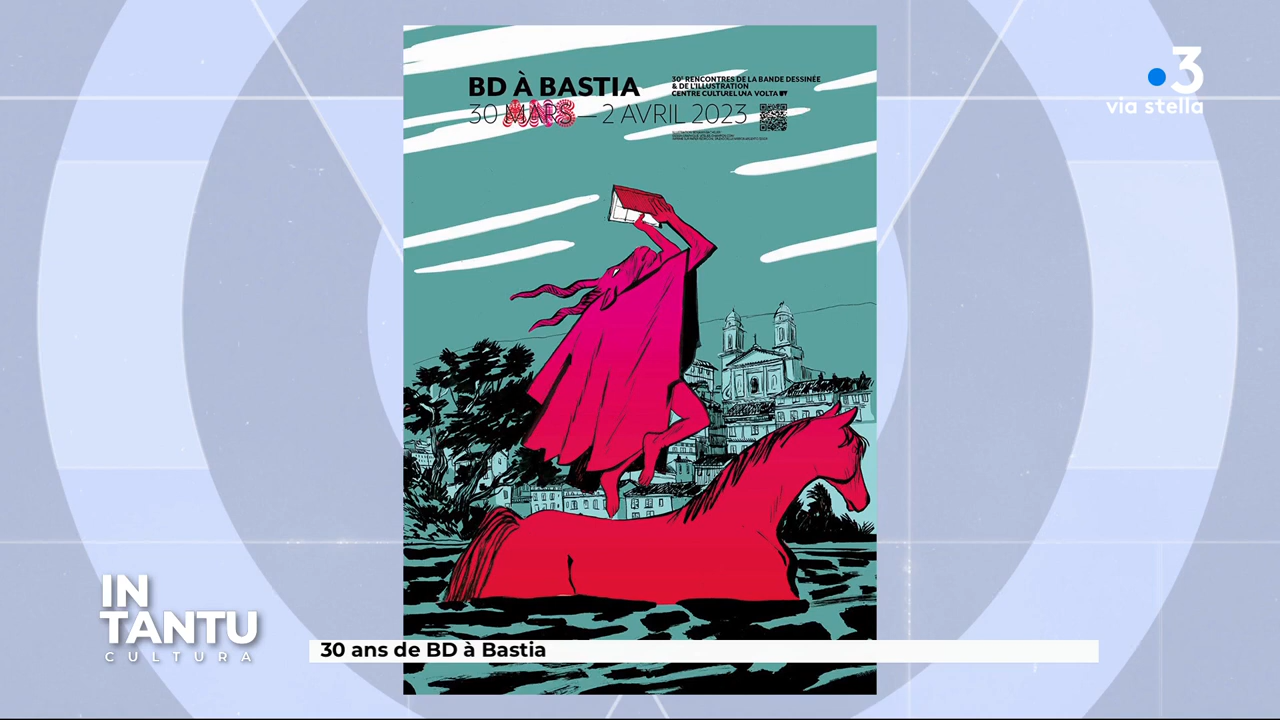 BD À BASTIA
30 MARS — 2 AVRIL 2023
ANS
30e RENCONTRES DE LA BANDE DESSINÉE
& DE L'ILLUSTRATION
CENTRE CULTUREL UNA VOLTA
3
via stella
IN
TANTU
CULTURA
30 ans de BD à Bastia